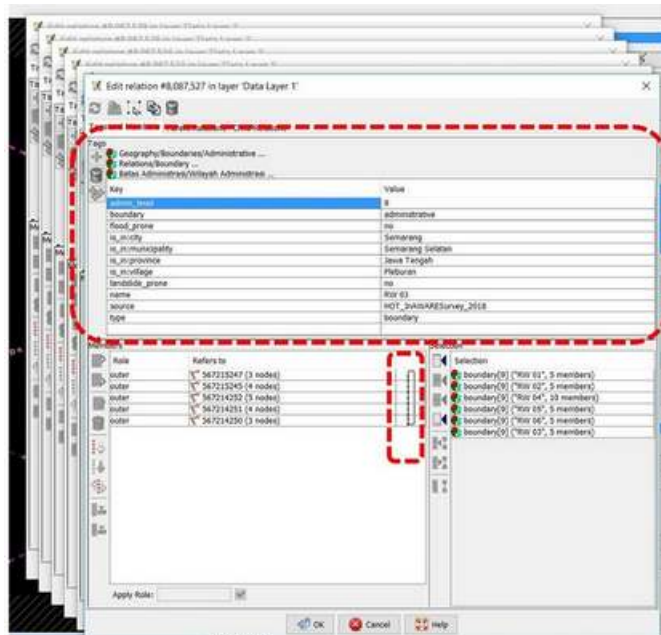 Edit relation #8,087,527 in layer 'Data Layer 1'
Tags
Geography/Boundaries/Administrative ...
Relations/Boundary ...
Batas Administrasi/Wilayah Administrasi ...
Key Value
admin_level 9
boundary administrative
flood_prone no
is_in:city Semarang
is_in:municipality Semarang Selatan
is_in:province Jawa Tengah
is_in:village Pleburan
landslide_prone no
name RW 03
source HOT_InAWARESurvey_2018
type boundary
Members
Selection
Role Refers to
Selection
outer 567215247 (3 nodes)
outer 567215245 (4 nodes)
outer 567214252 (5 nodes)
outer 567214251 (4 nodes)
outer 567214250 (3 nodes)
boundary[9] ("RW 01", 5 members)
boundary[9] ("RW 02", 5 members)
boundary[9] ("RW 04", 10 members)
boundary[9] ("RW 05", 5 members)
boundary[9] ("RW 06", 5 members)
boundary[9] ("RW 03", 5 members)
Apply Role:
OK Cancel Help